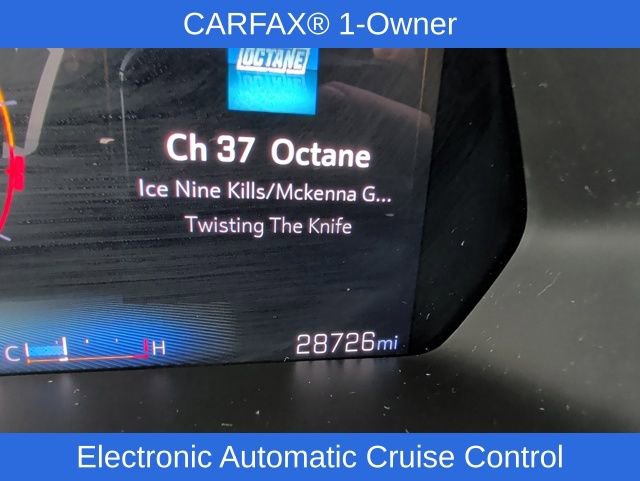 CARFAX® 1-Owner
OCTANE
Ch 37 Octane
Ice Nine Kills/Mckenna G...
Twisting The Knife
C H
28726mi
Electronic Automatic Cruise Control